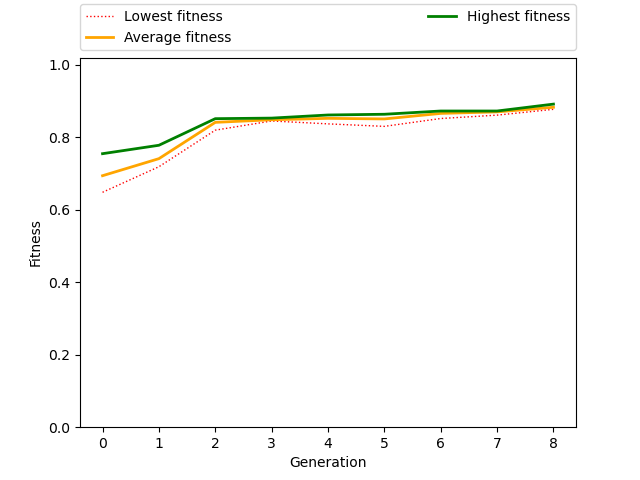 Lowest fitness
Average fitness
Highest fitness
1.0
0.8
0.6
0.4
0.2
0.0
Fitness
0 1 2 3 4 5 6 7 8
Generation